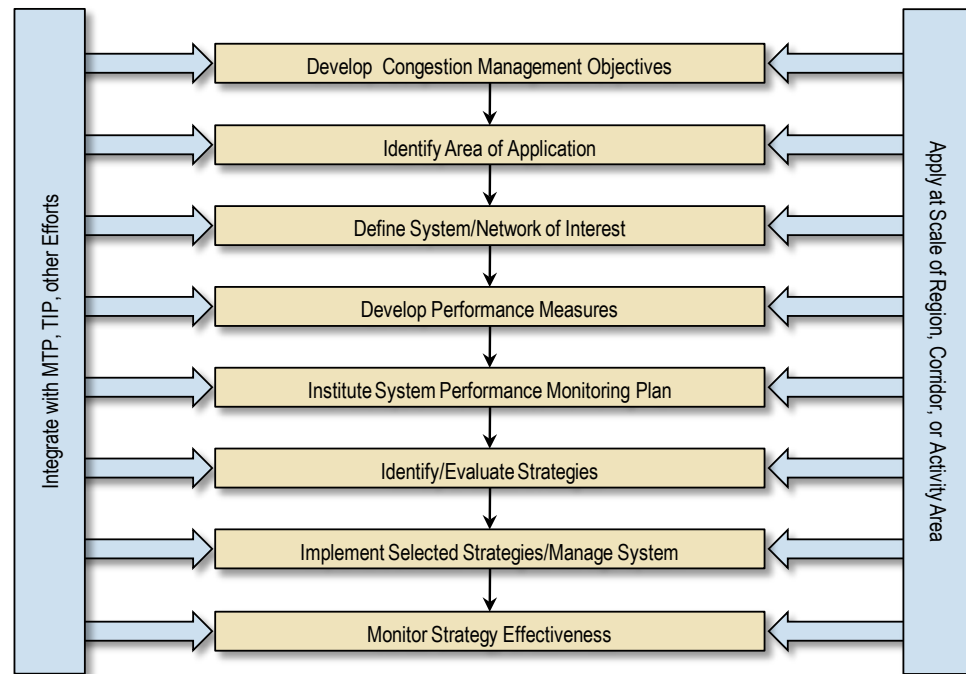 Integrate with MTP, TIP, other Efforts
Develop Congestion Management Objectives
Identify Area of Application
Define System/Network of Interest
Develop Performance Measures
Institute System Performance Monitoring Plan
Identify/Evaluate Strategies
Implement Selected Strategies/Manage System
Monitor Strategy Effectiveness
Apply at Scale of Region, Corridor, or Activity Area